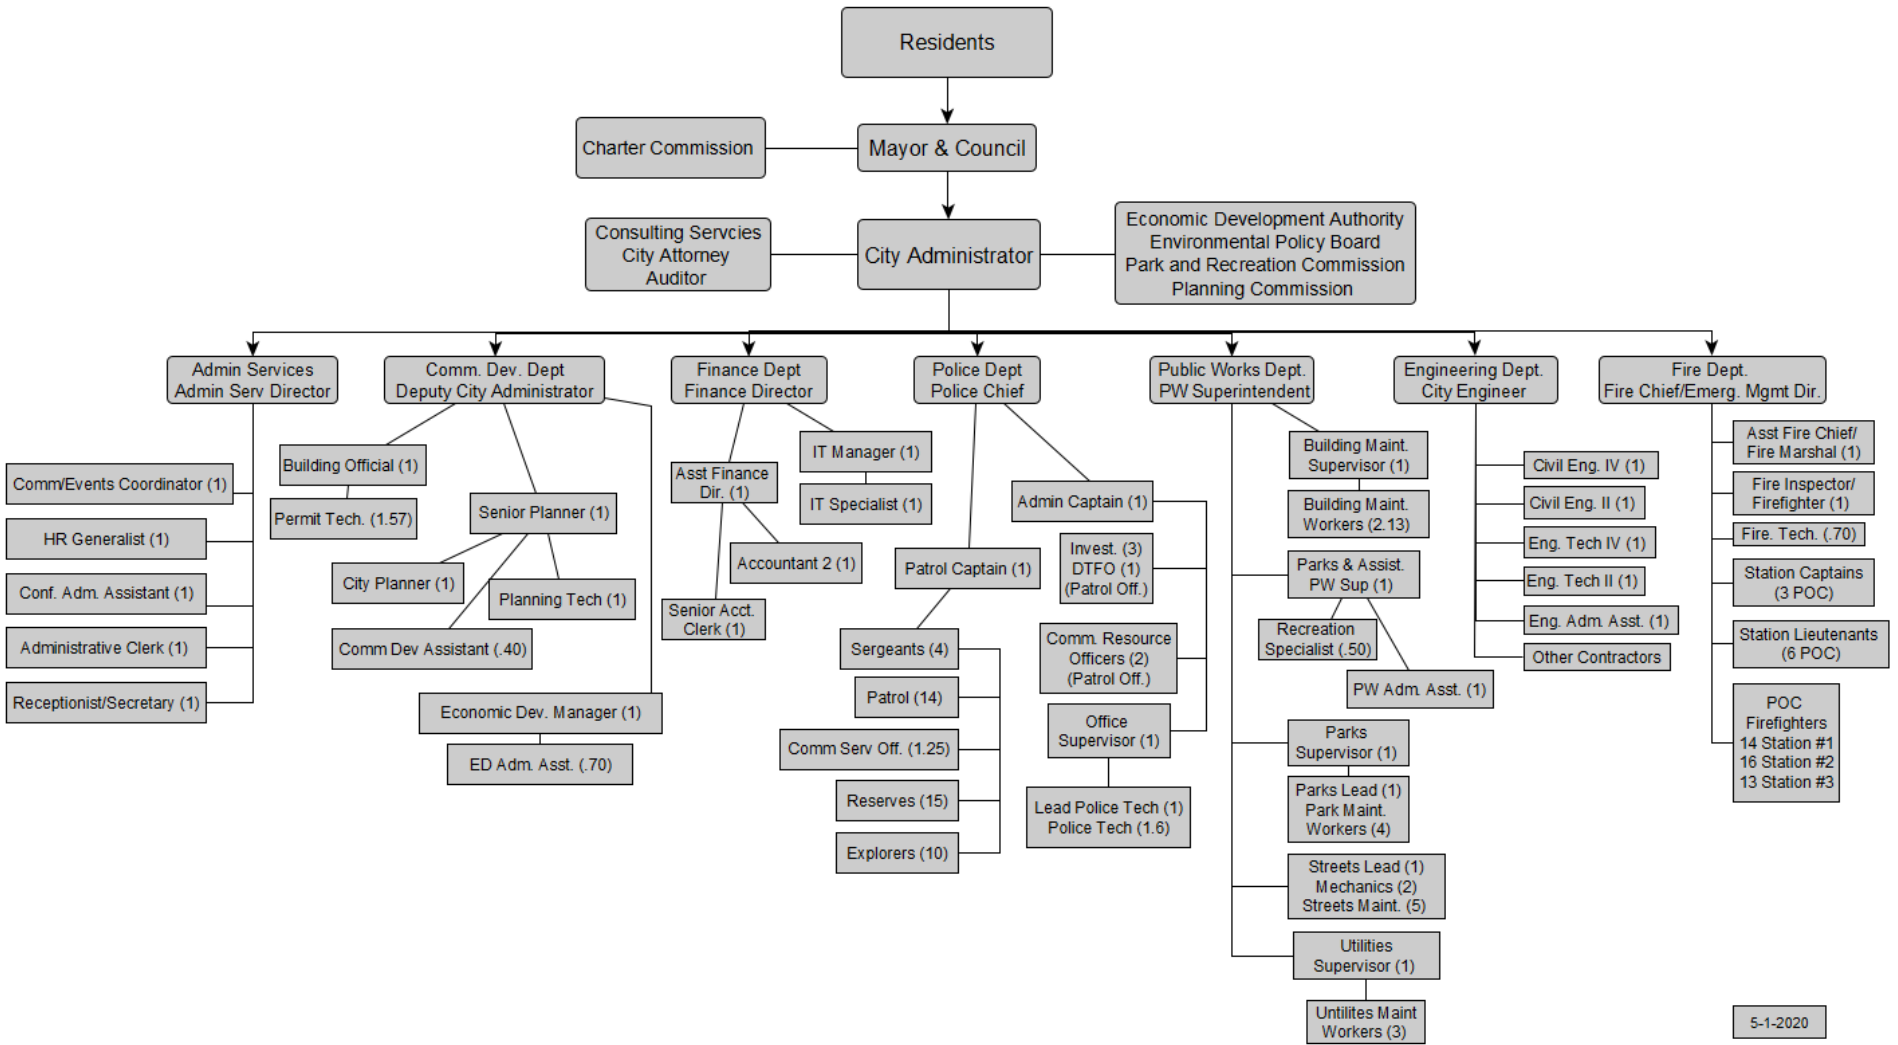 Residents
Charter Commission
Mayor & Council
Consulting Servcies
City Attorney
Auditor
City Administrator
Economic Development Authority
Environmental Policy Board
Park and Recreation Commission
Planning Commission
Admin Services
Admin Serv Director
Comm/Events Coordinator (1)
HR Generalist (1)
Conf. Adm. Assistant (1)
Administrative Clerk (1)
Receptionist/Secretary (1)
Comm. Dev. Dept
Deputy City Administrator
Building Official (1)
Permit Tech. (1.57)
Senior Planner (1)
City Planner (1)
Planning Tech (1)
Comm Dev Assistant (.40)
Economic Dev. Manager (1)
ED Adm. Asst. (.70)
Finance Dept
Finance Director
IT Manager (1)
IT Specialist (1)
Asst Finance
Dir. (1)
Accountant 2 (1)
Senior Acct.
Clerk (1)
Police Dept
Police Chief
Admin Captain (1)
Invest. (3)
DTFO (1)
(Patrol Off.)
Comm. Resource
Officers (2)
(Patrol Off.)
Office
Supervisor (1)
Lead Police Tech (1)
Police Tech (1.6)
Patrol Captain (1)
Sergeants (4)
Patrol (14)
Comm Serv Off. (1.25)
Reserves (15)
Explorers (10)
Public Works Dept.
PW Superintendent
Building Maint.
Supervisor (1)
Building Maint.
Workers (2.13)
Parks & Assist.
PW Sup (1)
Recreation
Specialist (.50)
PW Adm. Asst. (1)
Parks
Supervisor (1)
Parks Lead (1)
Park Maint.
Workers (4)
Streets Lead (1)
Mechanics (2)
Streets Maint. (5)
Utilities
Supervisor (1)
Untilites Maint
Workers (3)
Engineering Dept.
City Engineer
Civil Eng. IV (1)
Civil Eng. II (1)
Eng. Tech IV (1)
Eng. Tech II (1)
Eng. Adm. Asst. (1)
Other Contractors
Fire Dept.
Fire Chief/Emerg. Mgmt Dir.
Asst Fire Chief/
Fire Marshal (1)
Fire Inspector/
Firefighter (1)
Fire. Tech. (.70)
Station Captains
(3 POC)
Station Lieutenants
(6 POC)
POC
Firefighters
14 Station #1
16 Station #2
13 Station #3
5-1-2020